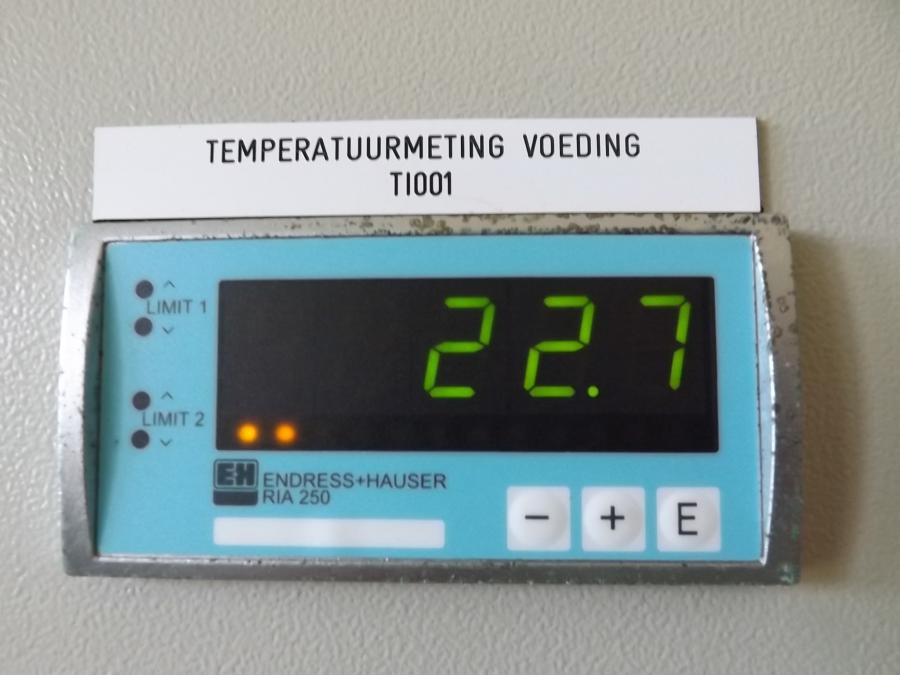 TEMPERATUURMETING VOEDING
TI001
LIMIT 1
22.7
LIMIT 2
E+H ENDRESS+HAUSER
RIA 250
- + E